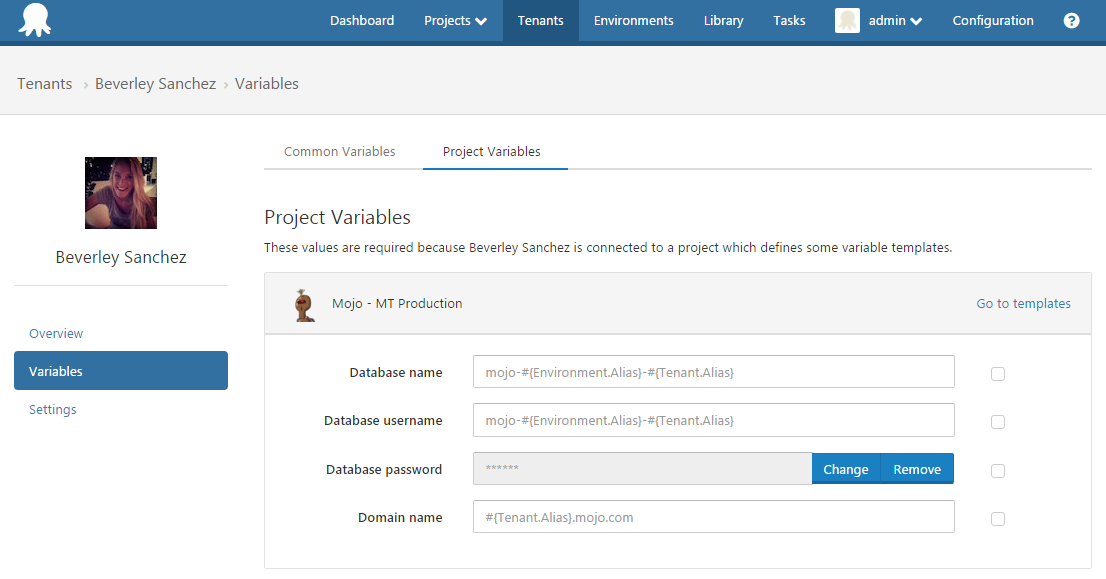 Dashboard Projects Tenants Environments Library Tasks admin Configuration ?
Tenants › Beverley Sanchez › Variables
Common Variables Project Variables
Beverley Sanchez
Overview
Variables
Settings
Project Variables
These values are required because Beverley Sanchez is connected to a project which defines some variable templates.
Mojo - MT Production Go to templates
Database name mojo-#{Environment.Alias}-#{Tenant.Alias}
Database username mojo-#{Environment.Alias}-#{Tenant.Alias}
Database password ****** Change Remove
Domain name #{Tenant.Alias}.mojo.com